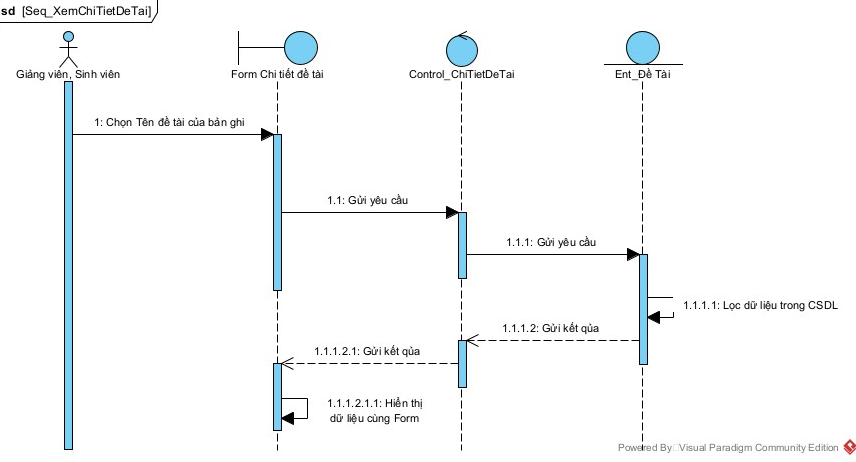 sd [Seq_XemChiTietDeTai]
Giảng viên, Sinh viên
Form Chi tiết đề tài
Control_ChiTietDeTai
Ent_Đề Tài
1: Chọn Tên đề tài của bản ghi
1.1: Gửi yêu cầu
1.1.1: Gửi yêu cầu
1.1.1.1: Lọc dữ liệu trong CSDL
1.1.1.2: Gửi kết qủa
1.1.1.2.1: Gửi kết qủa
1.1.1.2.1.1: Hiển thị
dữ liệu cùng Form
Powered By Visual Paradigm Community Edition